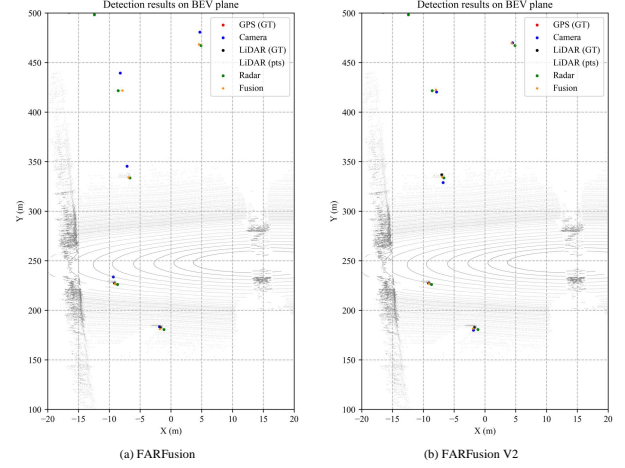 Detection results on BEV plane
500
450
400
350
300
250
200
150
100
Y (m)
−20
−15
−10
−5
0
5
10
15
20
X (m)
GPS (GT)
Camera
LiDAR (GT)
LiDAR (pts)
Radar
Fusion
(a) FARFusion
Detection results on BEV plane
500
450
400
350
300
250
200
150
100
Y (m)
−20
−15
−10
−5
0
5
10
15
20
X (m)
GPS (GT)
Camera
LiDAR (GT)
LiDAR (pts)
Radar
Fusion
(b) FARFusion V2